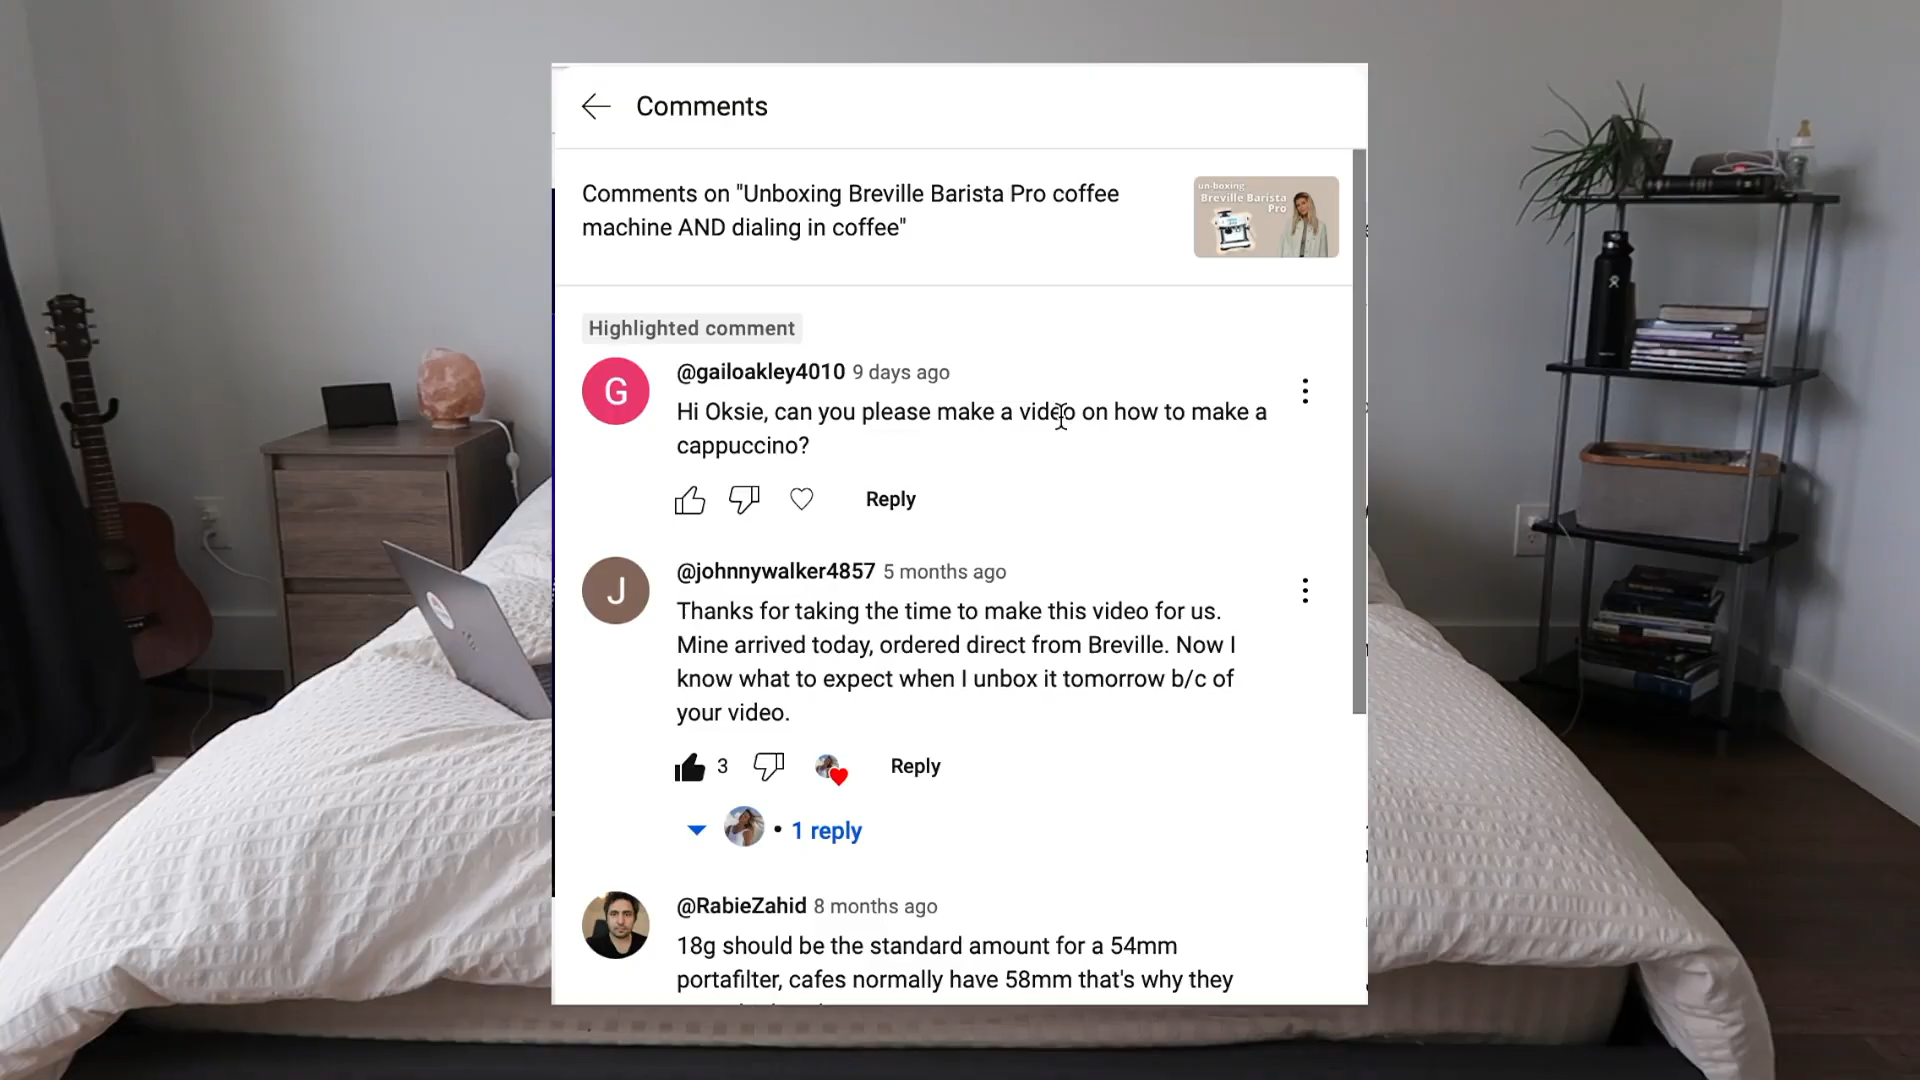 Comments
Comments on "Unboxing Breville Barista Pro coffee
machine AND dialing in coffee"
un-boxing
Breville Barista
Pro
Highlighted comment
G
@gailoakley4010 9 days ago
Hi Oksie, can you please make a video on how to make a
cappuccino?
Reply
J
@johnnywalker4857 5 months ago
Thanks for taking the time to make this video for us.
Mine arrived today, ordered direct from Breville. Now I
know what to expect when I unbox it tomorrow b/c of
your video.
3
Reply
• 1 reply
@RabieZahid 8 months ago
18g should be the standard amount for a 54mm
portafilter, cafes normally have 58mm that's why they